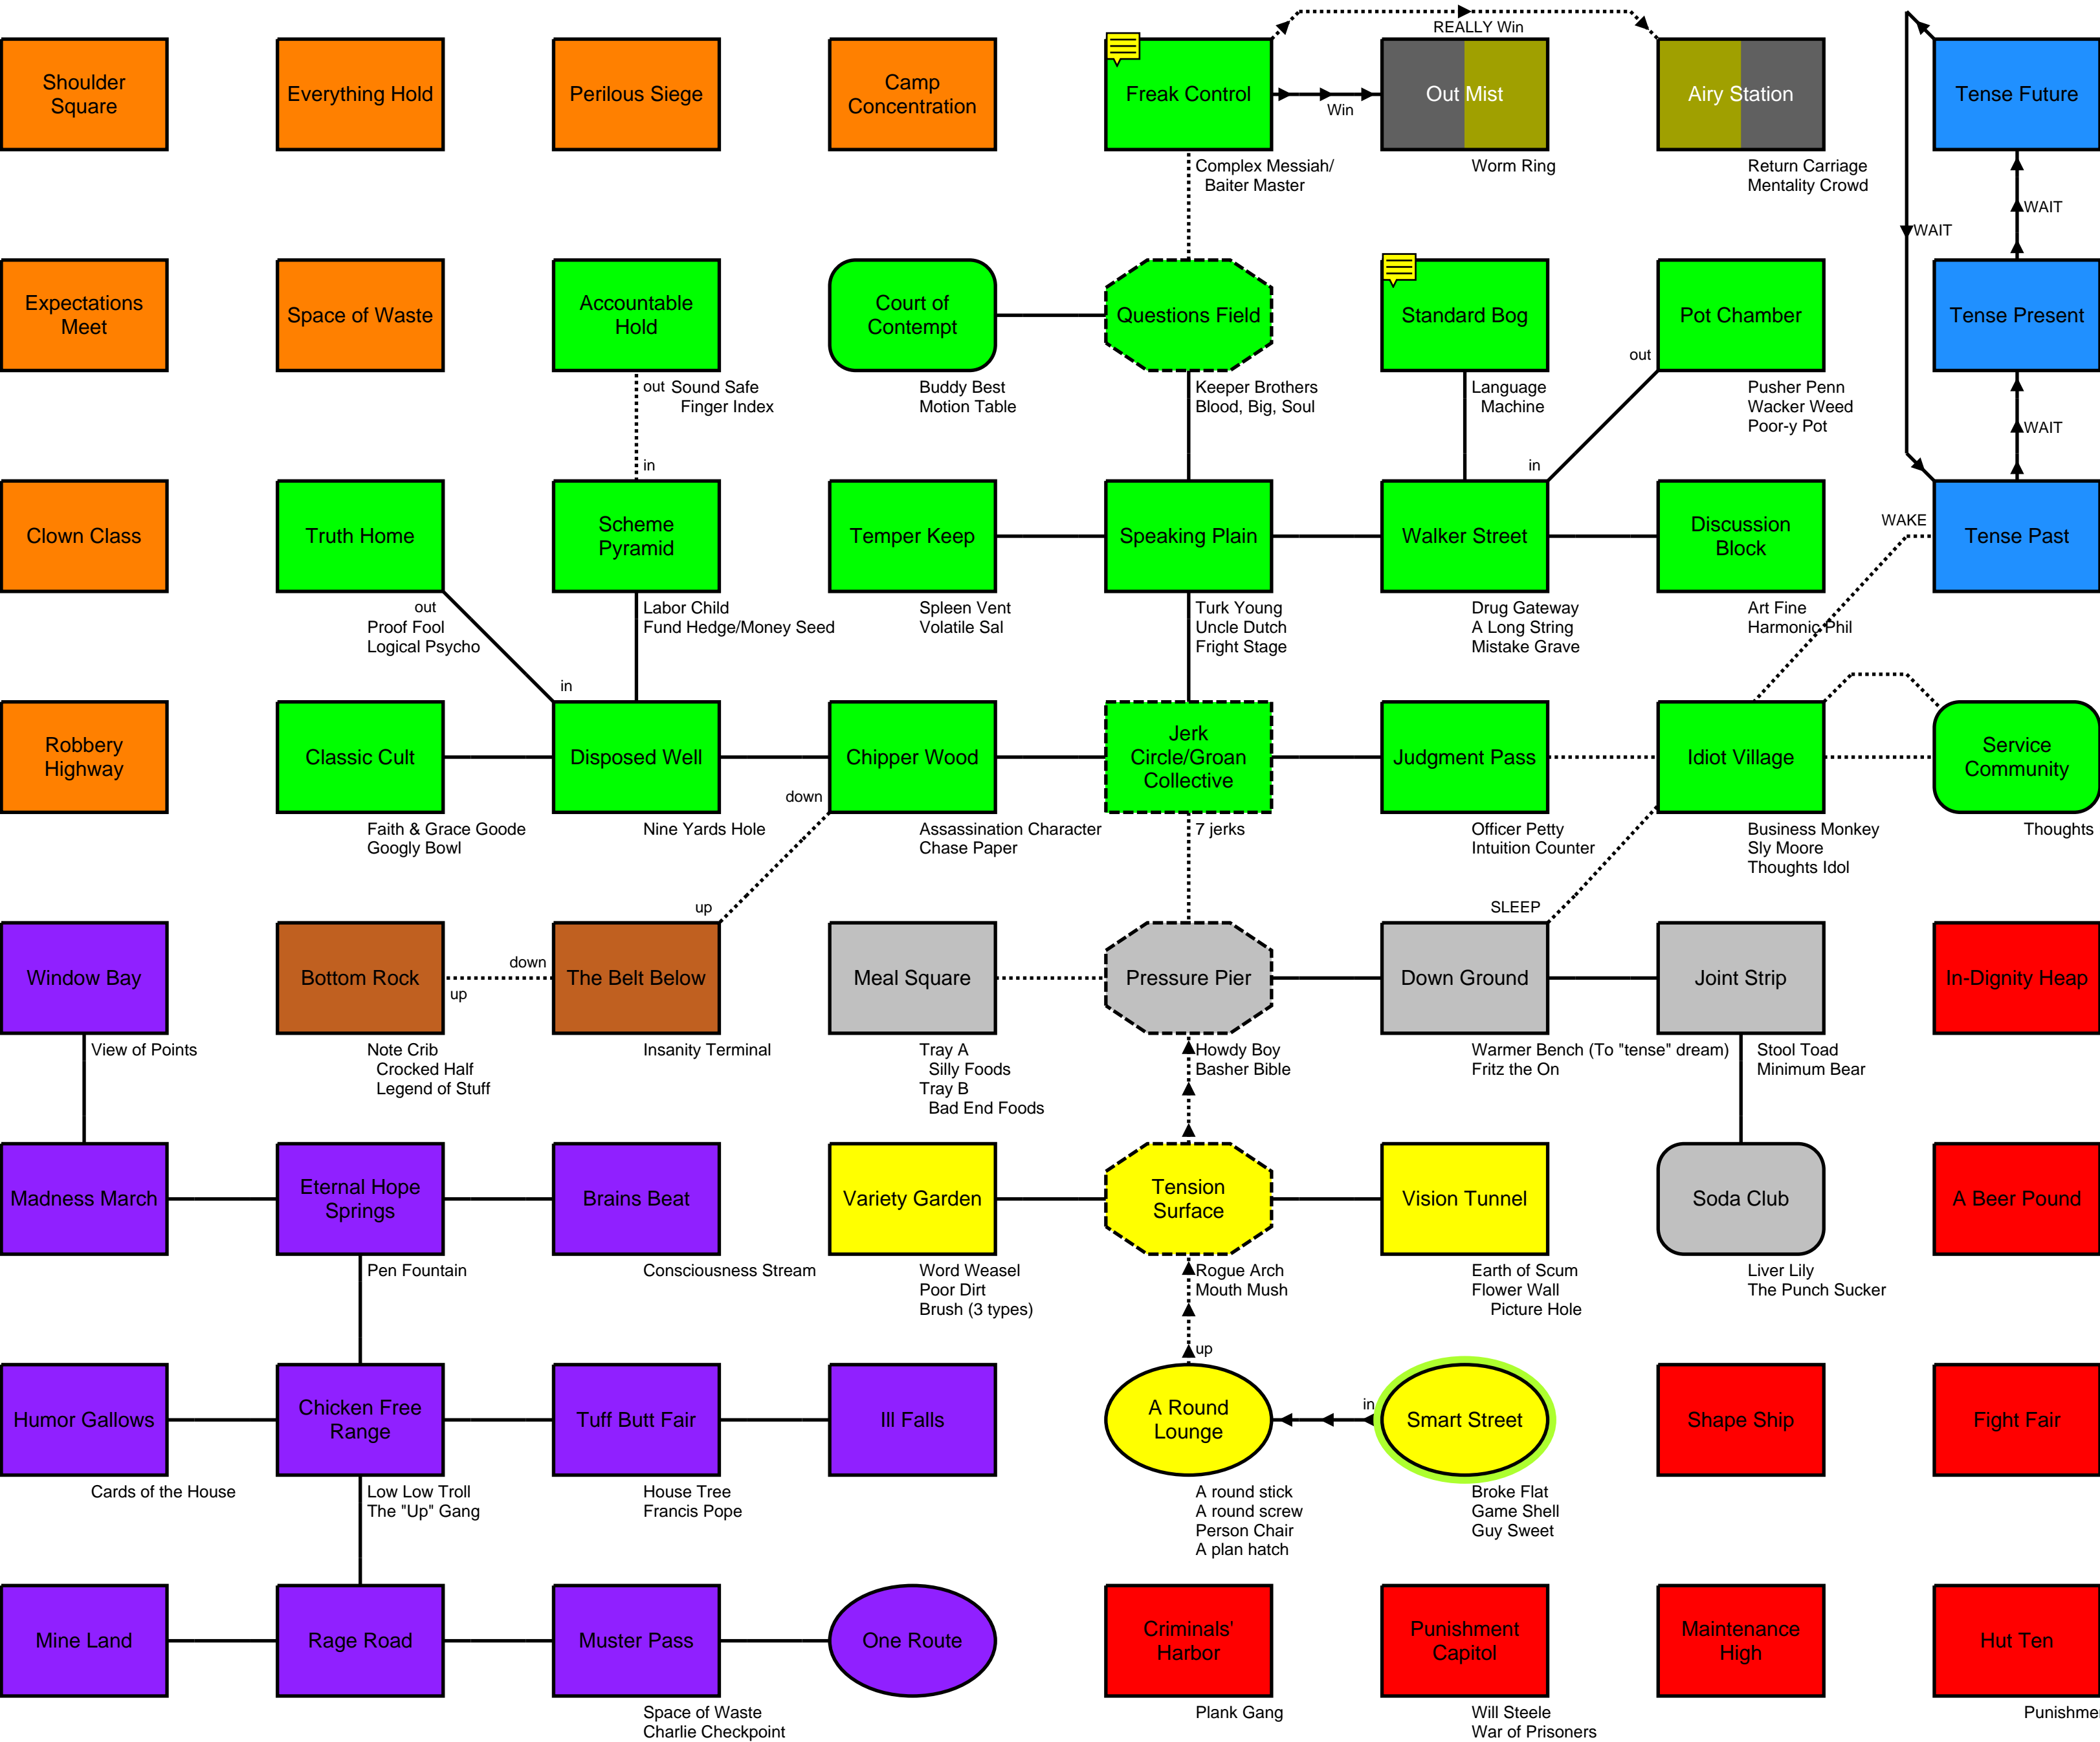 REALLY Win
Shoulder
Square
Everything Hold
Perilous Siege
Camp
Concentration
Freak Control
Win
Out Mist
Airy Station
Tense Future
Complex Messiah/
Baiter Master
Worm Ring
Return Carriage
Mentality Crowd
WAIT
WAIT
Expectations
Meet
Space of Waste
Accountable
Hold
Court of
Contempt
Questions Field
Standard Bog
Pot Chamber
Tense Present
out
out
Sound Safe
Finger Index
Buddy Best
Motion Table
Keeper Brothers
Blood, Big, Soul
Language
Machine
Pusher Penn
Wacker Weed
Poor-y Pot
WAIT
in
in
Clown Class
Truth Home
Scheme
Pyramid
Temper Keep
Speaking Plain
Walker Street
Discussion
Block
WAKE
Tense Past
out
Proof Fool
Logical Psycho
Labor Child
Fund Hedge/Money Seed
Spleen Vent
Volatile Sal
Turk Young
Uncle Dutch
Fright Stage
Drug Gateway
A Long String
Mistake Grave
Art Fine
Harmonic Phil
in
Robbery
Highway
Classic Cult
Disposed Well
Chipper Wood
Jerk
Circle/Groan
Collective
Judgment Pass
Idiot Village
Service
Community
down
Faith & Grace Goode
Googly Bowl
Nine Yards Hole
Assassination Character
Chase Paper
7 jerks
Officer Petty
Intuition Counter
Business Monkey
Sly Moore
Thoughts Idol
Thoughts
up
SLEEP
Window Bay
Bottom Rock
down
up
The Belt Below
Meal Square
Pressure Pier
Down Ground
Joint Strip
In-Dignity Heap
View of Points
Note Crib
Crocked Half
Legend of Stuff
Insanity Terminal
Tray A
Silly Foods
Tray B
Bad End Foods
Howdy Boy
Basher Bible
Warmer Bench (To "tense" dream)
Fritz the On
Stool Toad
Minimum Bear
Madness March
Eternal Hope
Springs
Brains Beat
Variety Garden
Tension
Surface
Vision Tunnel
Soda Club
A Beer Pound
Pen Fountain
Consciousness Stream
Word Weasel
Poor Dirt
Brush (3 types)
Rogue Arch
Mouth Mush
Earth of Scum
Flower Wall
Picture Hole
Liver Lily
The Punch Sucker
up
Humor Gallows
Chicken Free
Range
Tuff Butt Fair
Ill Falls
A Round
Lounge
in
Smart Street
Shape Ship
Fight Fair
Cards of the House
Low Low Troll
The "Up" Gang
House Tree
Francis Pope
A round stick
A round screw
Person Chair
A plan hatch
Broke Flat
Game Shell
Guy Sweet
Mine Land
Rage Road
Muster Pass
One Route
Criminals'
Harbor
Punishment
Capitol
Maintenance
High
Hut Ten
Space of Waste
Charlie Checkpoint
Plank Gang
Will Steele
War of Prisoners
Punishme